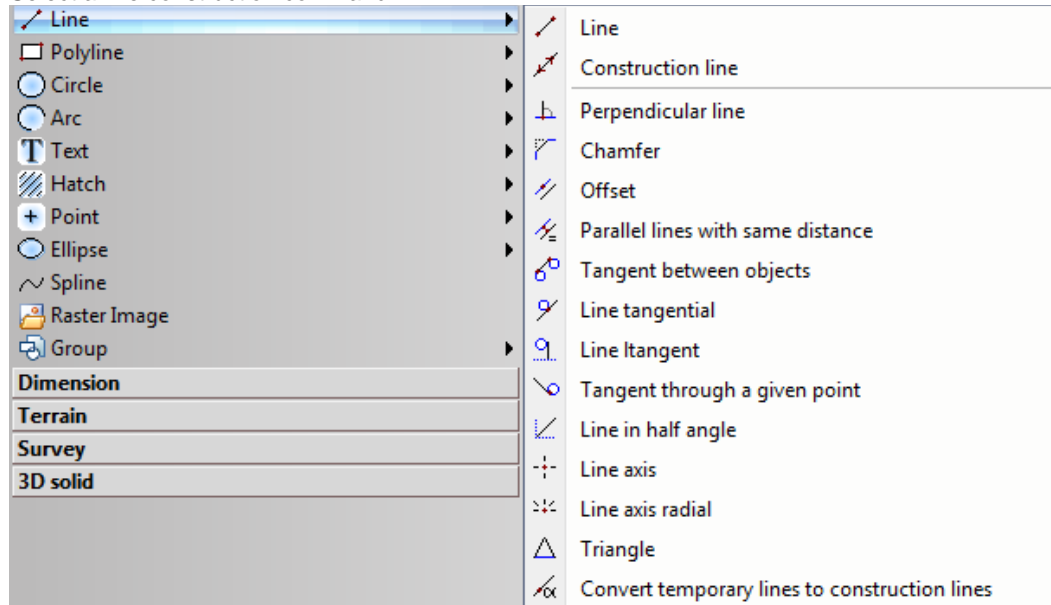 Line
Polyline
Circle
Arc
T Text
Hatch
Point
Ellipse
Spline
Raster Image
Group
Dimension
Terrain
Survey
3D solid
Line
Construction line
Perpendicular line
Chamfer
Offset
Parallel lines with same distance
Tangent between objects
Line tangential
Line ltangent
Tangent through a given point
Line in half angle
Line axis
Line axis radial
Triangle
Convert temporary lines to construction lines